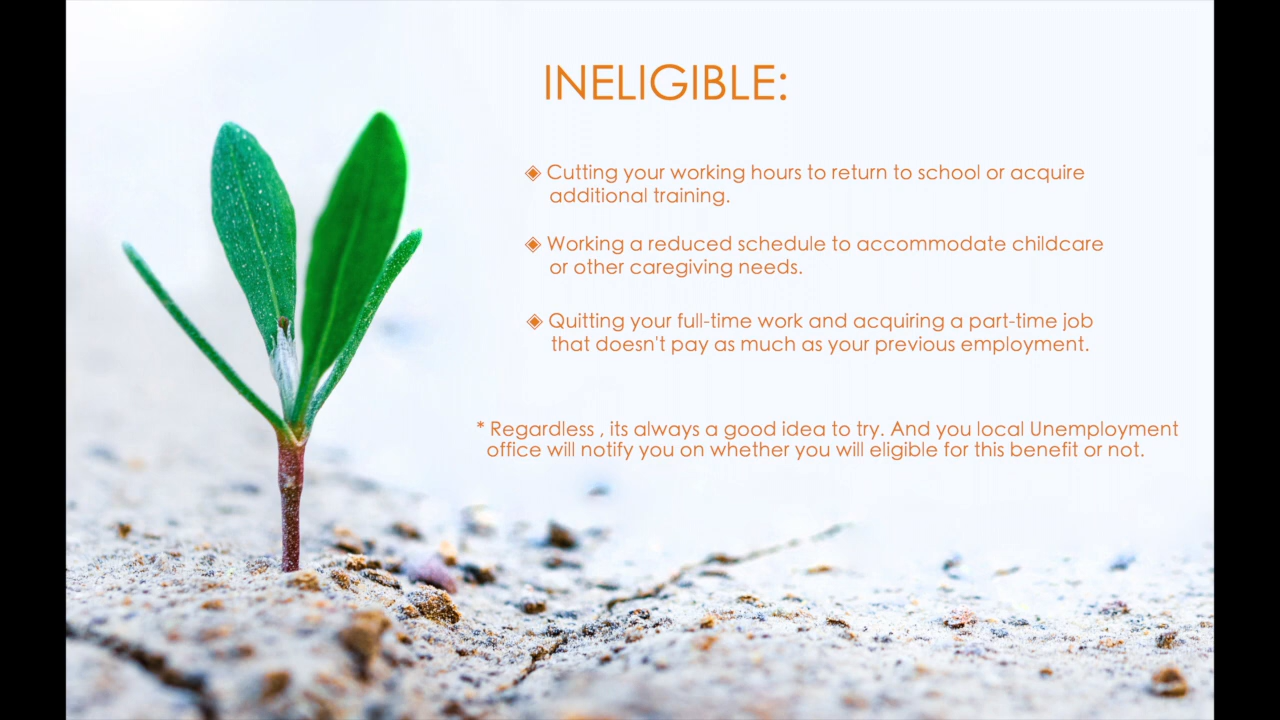 INELIGIBLE:
◈ Cutting your working hours to return to school or acquire
additional training.
◈ Working a reduced schedule to accommodate childcare
or other caregiving needs.
◈ Quitting your full-time work and acquiring a part-time job
that doesn't pay as much as your previous employment.
* Regardless , its always a good idea to try. And you local Unemployment
office will notify you on whether you will eligible for this benefit or not.